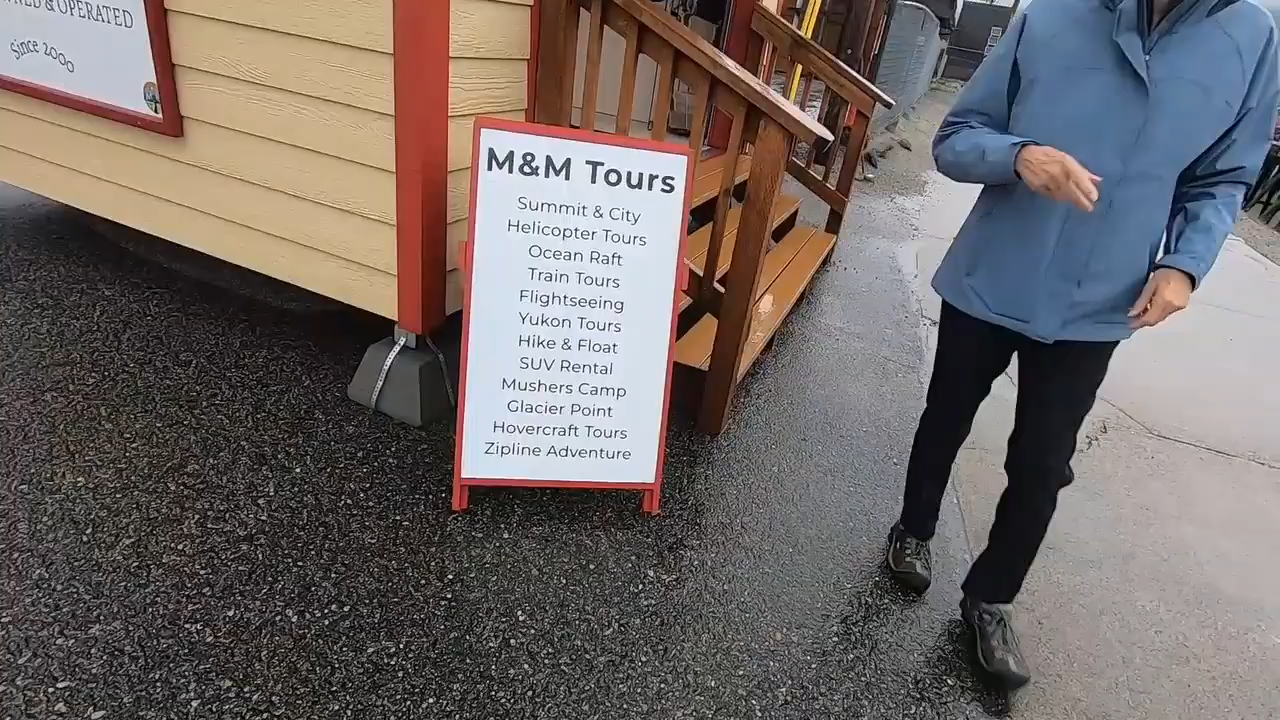 & OPERATED
Since 2000
M&M Tours
Summit & City
Helicopter Tours
Ocean Raft
Train Tours
Flightseeing
Yukon Tours
Hike & Float
SUV Rental
Mushers Camp
Glacier Point
Hovercraft Tours
Zipline Adventure